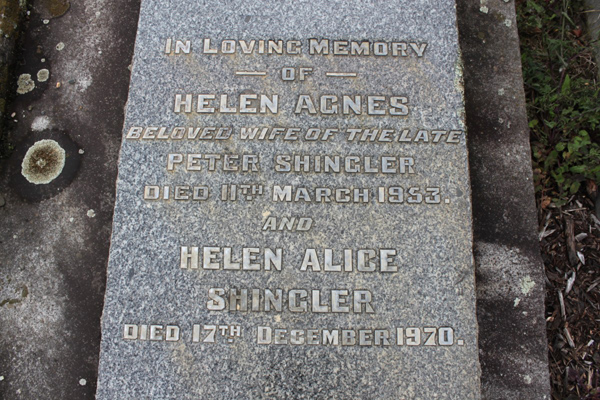 IN LOVING MEMORY
— OF —
HELEN AGNES
BELOVED WIFE OF THE LATE
PETER SHINGLER
DIED 11TH MARCH 1953.
AND
HELEN ALICE
SHINGLER
DIED 17TH DECEMBER 1970.